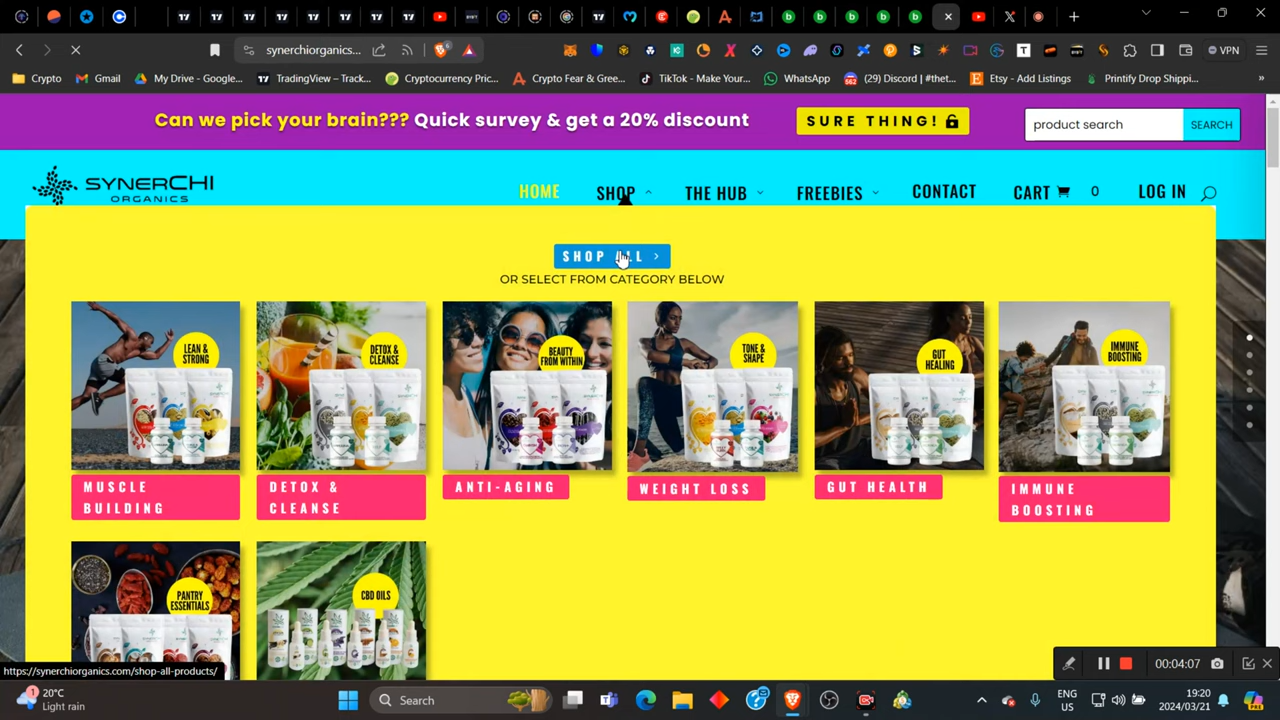 synerchiorganics...
VPN
Crypto
Gmail
My Drive - Google...
TradingView – Track...
Cryptocurrency Pric...
Crypto Fear & Gree...
TikTok - Make Your...
WhatsApp
(29) Discord | #thet...
Etsy - Add Listings
Printify Drop Shippi...
»
Can we pick your brain??? Quick survey & get a 20% discount
SURE THING!
product search
SEARCH
SYNERCHI
ORGANICS
HOME
SHOP
THE HUB
FREEBIES
CONTACT
CART
0
LOG IN
SHOP ALL >
OR SELECT FROM CATEGORY BELOW
LEAN &
STRONG
DETOX &
CLEANSE
BEAUTY
FROM WITHIN
TONE &
SHAPE
GUT
HEALING
IMMUNE
BOOSTING
MUSCLE
BUILDING
DETOX &
CLEANSE
ANTI-AGING
WEIGHT LOSS
GUT HEALTH
IMMUNE
BOOSTING
PANTRY
ESSENTIALS
CBD OILS
https://synerchiorganics.com/shop-all-products/
00:04:07
1
20°C
Light rain
Search
ENG
US
19:20
2024/03/21